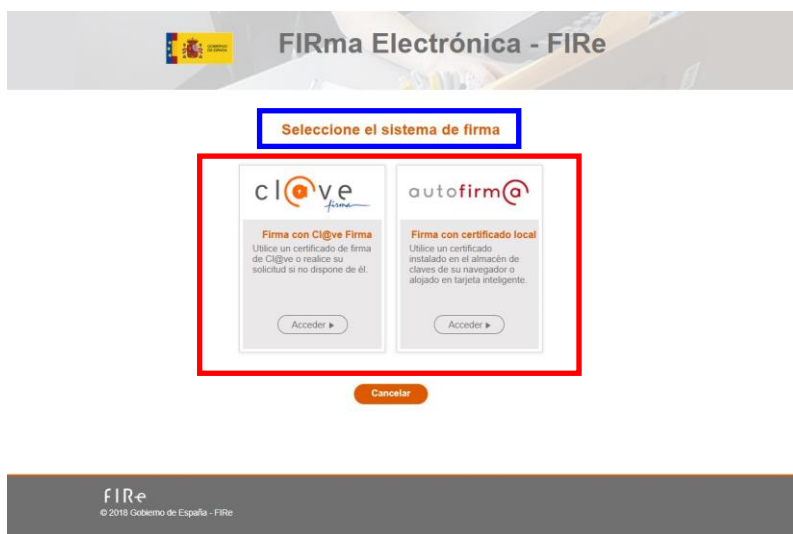 GOBIERNO
DE ESPAÑA
FIRma Electrónica - FIRe
Seleccione el sistema de firma
cl@ve
firma
autofirm@
Firma con Cl@ve Firma
Utilice un certificado de firma
de Cl@ve o realice su
solicitud si no dispone de él.
Acceder
Firma con certificado local
Utilice un certificado
instalado en el almacén de
claves de su navegador o
alojado en tarjeta inteligente.
Acceder
Cancelar
FIRe
© 2018 Gobierno de España - FIRe